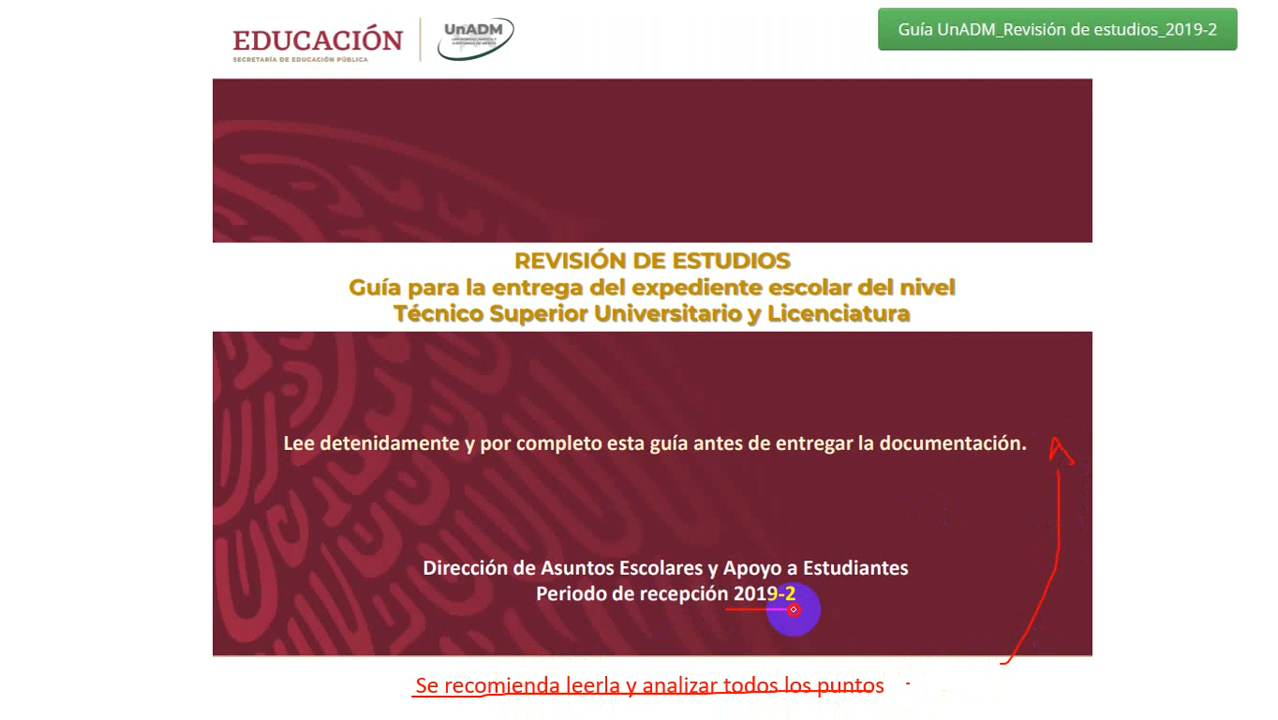 EDUCACIÓN
SECRETARÍA DE EDUCACIÓN PÚBLICA
UnADM
Guía UnADM_Revisión de estudios_2019-2
REVISIÓN DE ESTUDIOS
Guía para la entrega del expediente escolar del nivel
Técnico Superior Universitario y Licenciatura
Lee detenidamente y por completo esta guía antes de entregar la documentación.
Dirección de Asuntos Escolares y Apoyo a Estudiantes
Periodo de recepción 2019-2
Se recomienda leerla y analizar todos los puntos